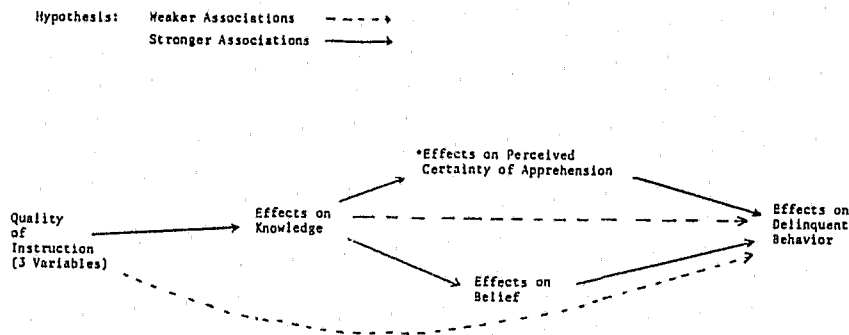 Hypothesis: Weaker Associations
Stronger Associations
*Effects on Perceived
Certainty of Apprehension
Quality
of
Instruction
(3 Variables)
Effects on
Knowledge
Effects on
Delinquent
Behavior
Effects on
Belief